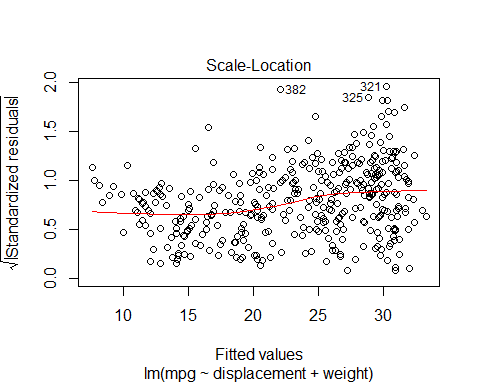 Scale-Location
√|Standardized residuals|
2.0
1.5
1.0
0.5
0.0
382
321
325
10 15 20 25 30
Fitted values
lm(mpg ~ displacement + weight)